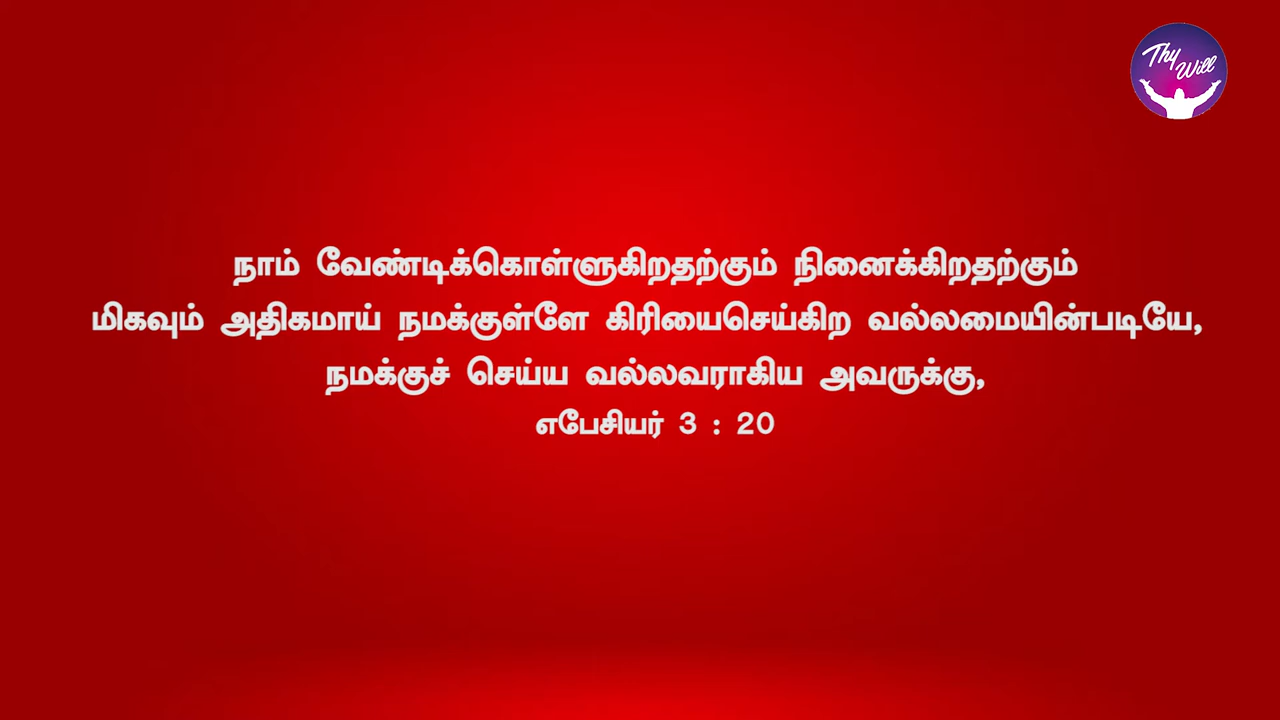 Thy Will
நாம் வேண்டிக்கொள்ளுகிறதற்கும் நினைக்கிறதற்கும்
மிகவும் அதிகமாய் நமக்குள்ளே கிரியைசெய்கிற வல்லமையின்படியே,
நமக்குச் செய்ய வல்லவராகிய அவருக்கு,
எபேசியர் 3 : 20